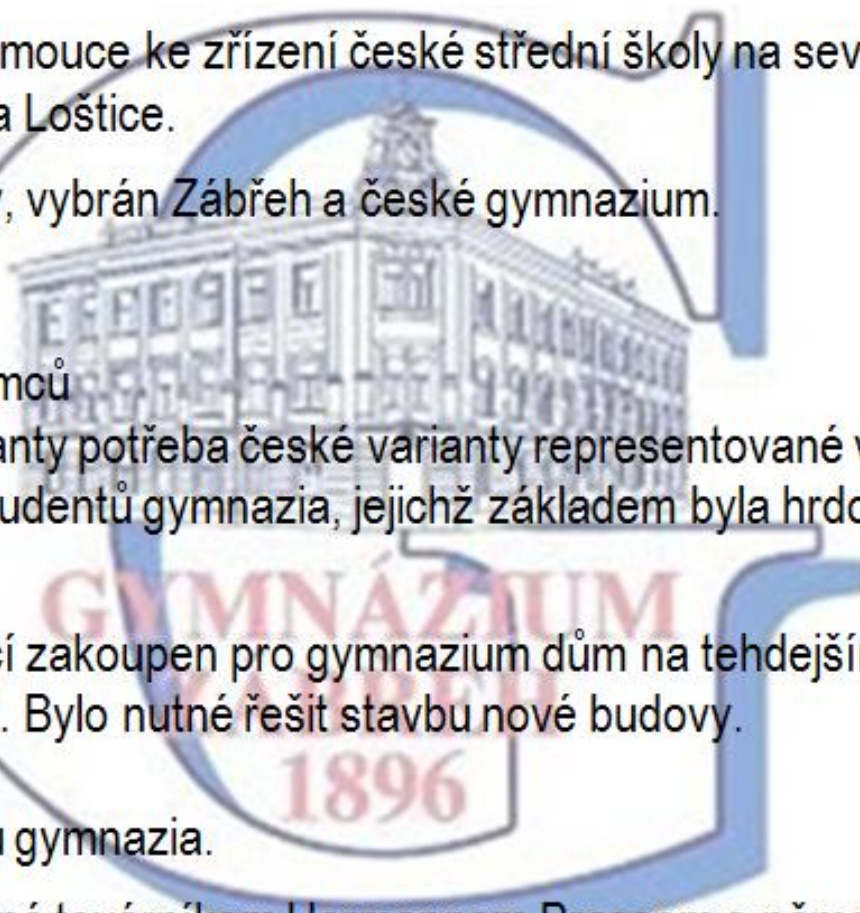 mouce ke zřízení české střední školy na sev
a Loštice.
, vybrán Zábřeh a české gymnazium.
mců
anty potřeba české varianty representované v
udentů gymnazia, jejichž základem byla hrdo
GYMNÁZIUM
cí zakoupen pro gymnazium dům na tehdejším
ZÁBŘEH
. Bylo nutné řešit stavbu nové budovy.
1896
u gymnazia.